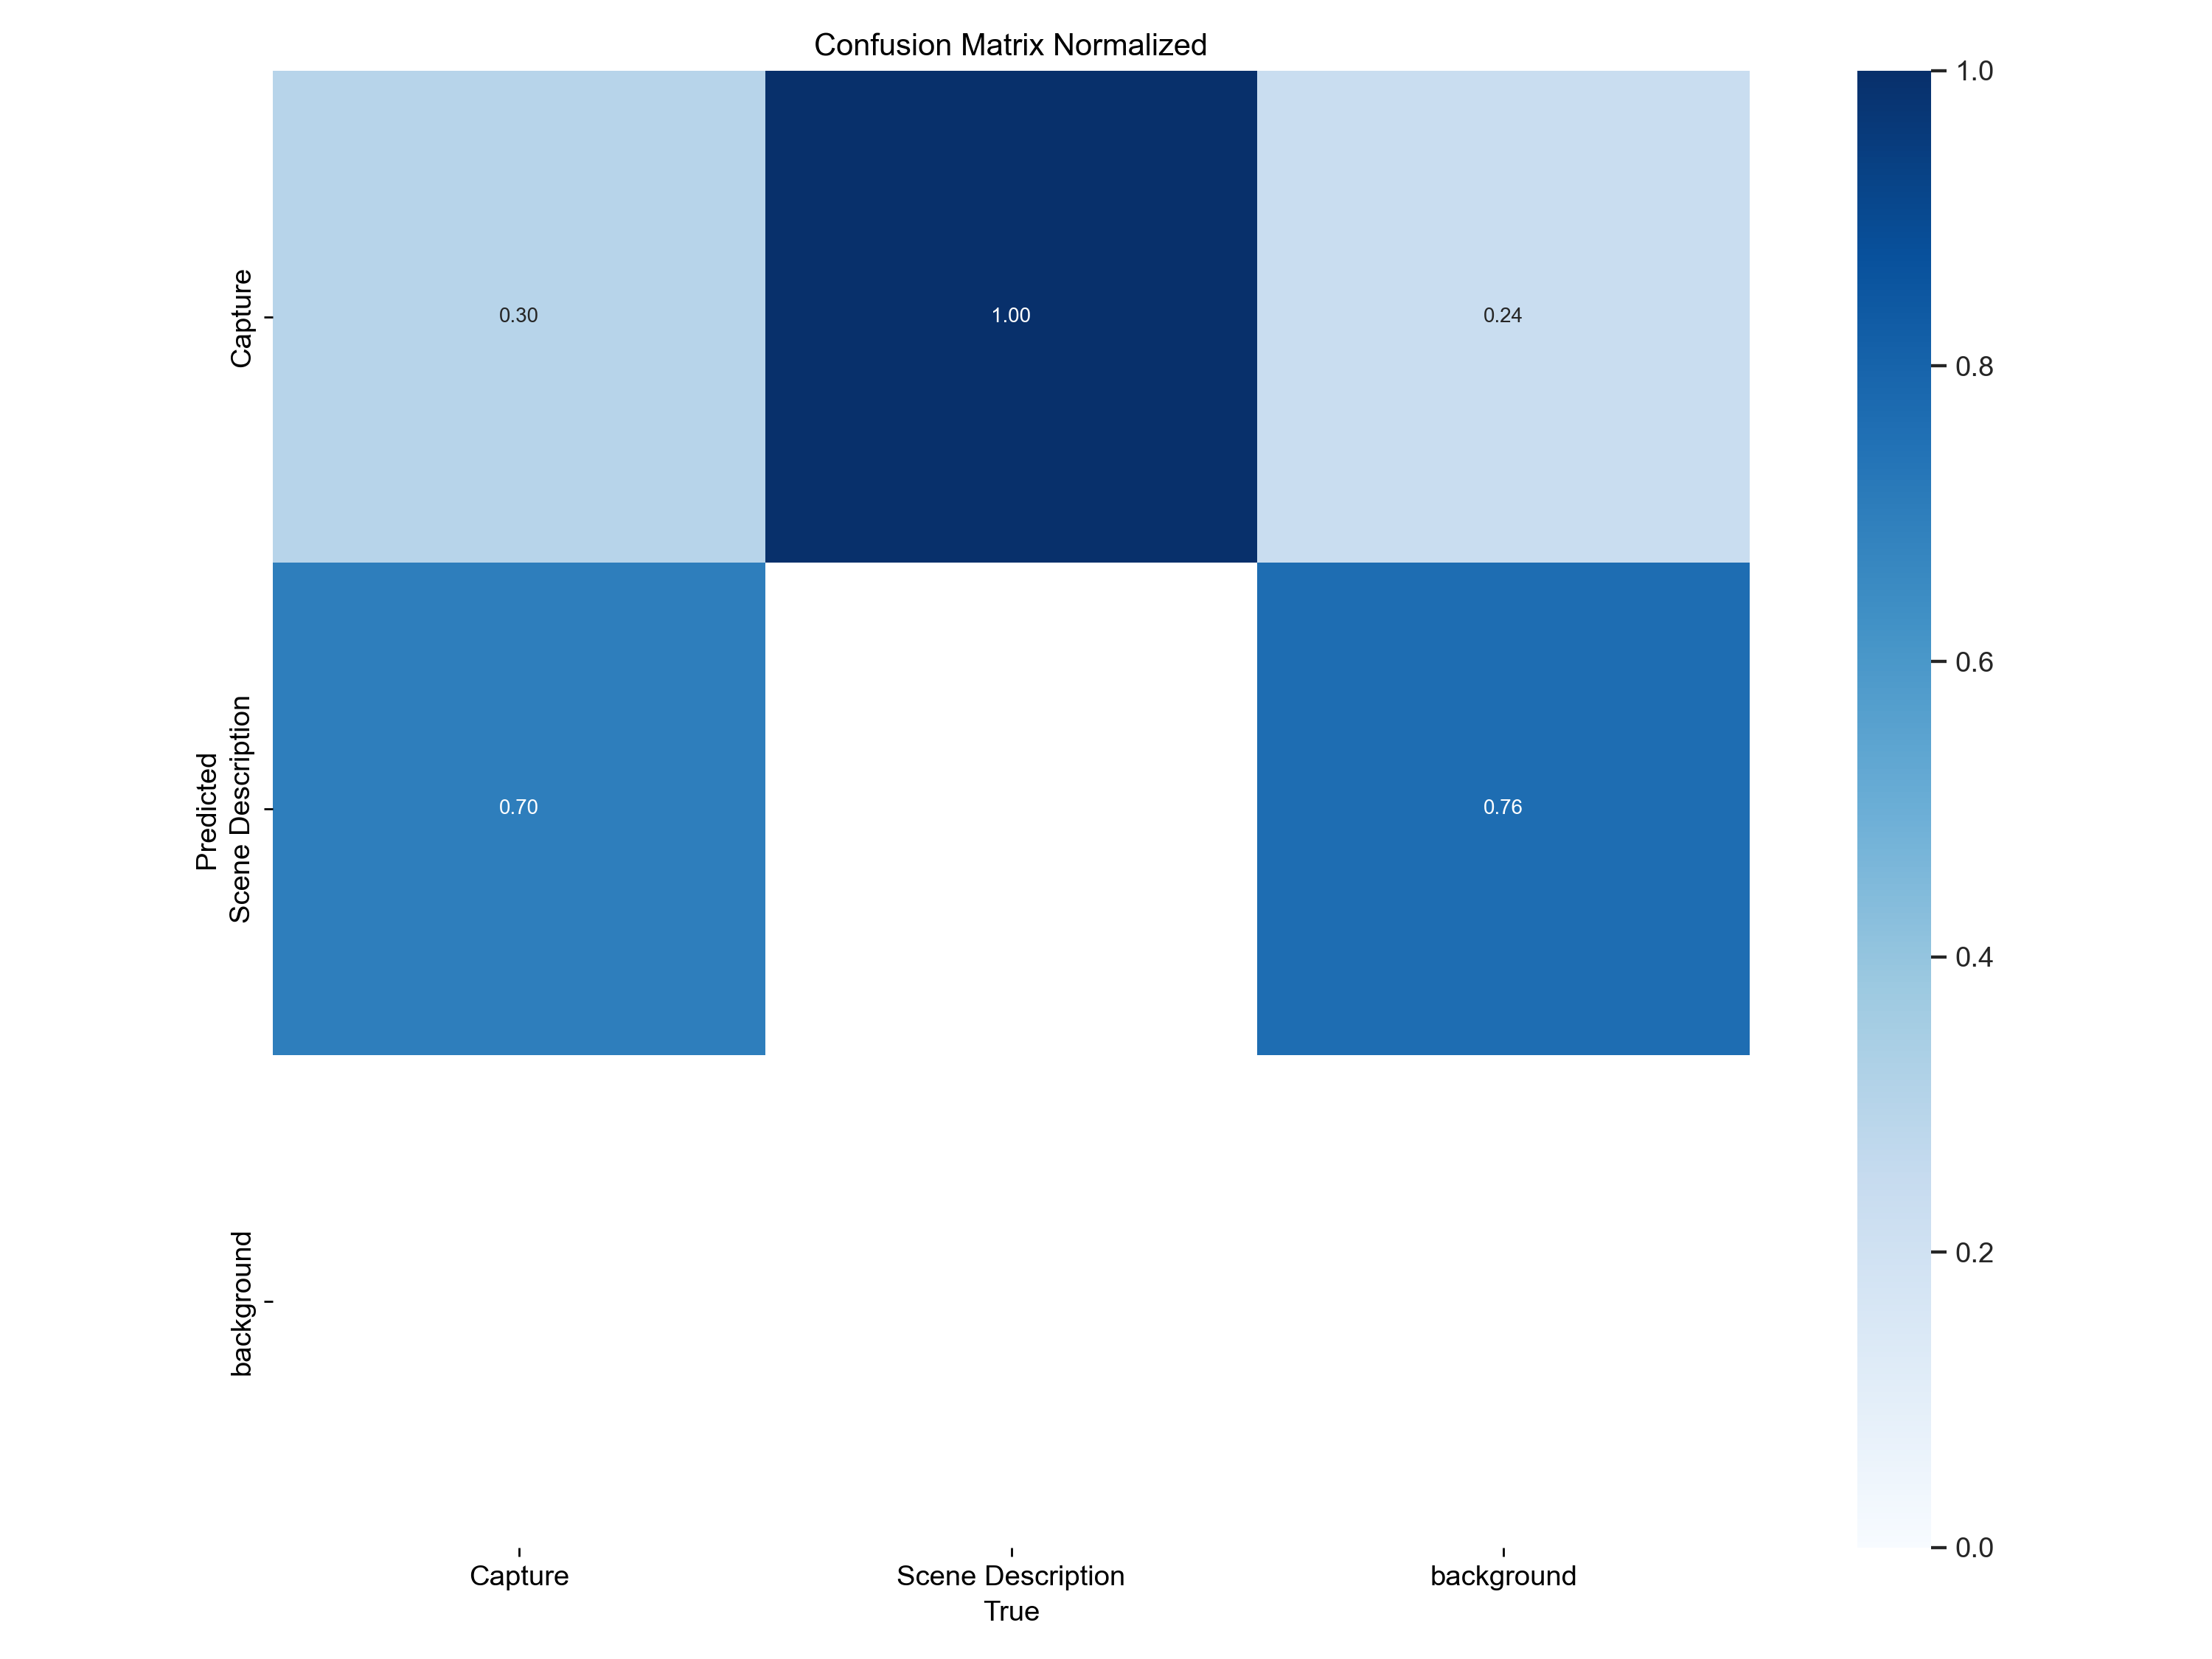 Confusion Matrix Normalized
Capture
Predicted
Scene Description
background
0.30
1.00
0.24
0.70
0.76
Capture
Scene Description
background
True
1.0
0.8
0.6
0.4
0.2
0.0